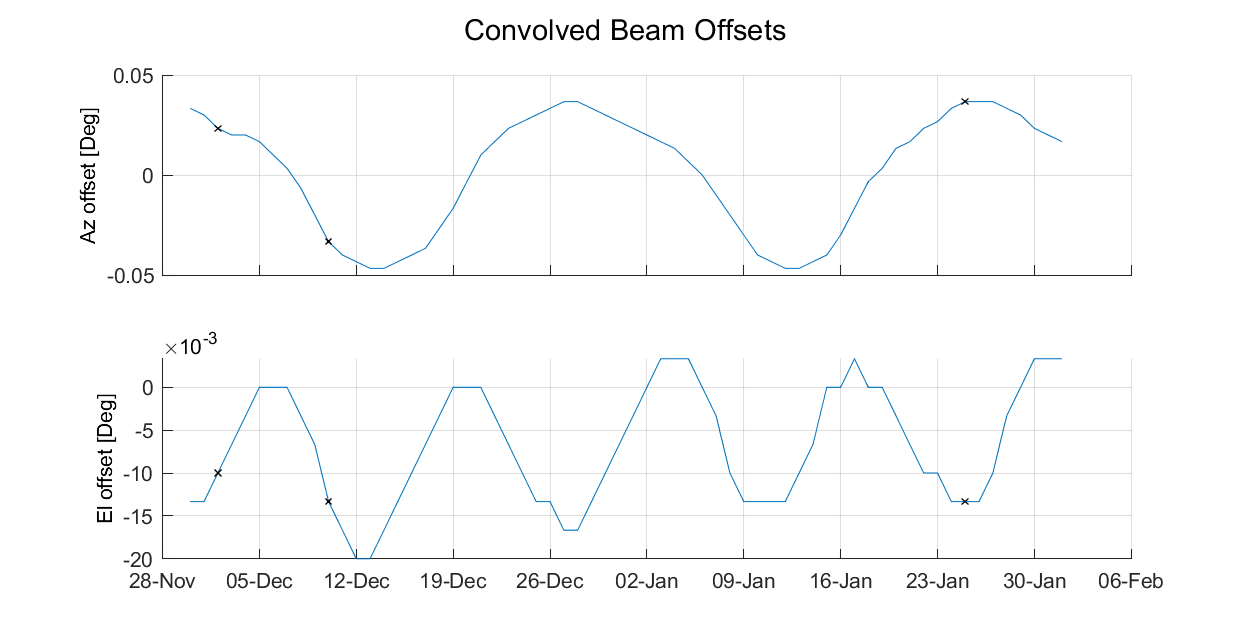 Convolved Beam Offsets
0.05
0
-0.05
Az offset [Deg]
×10-3
0
-5
-10
-15
-20
El offset [Deg]
28-Nov 05-Dec 12-Dec 19-Dec 26-Dec 02-Jan 09-Jan 16-Jan 23-Jan 30-Jan 06-Feb